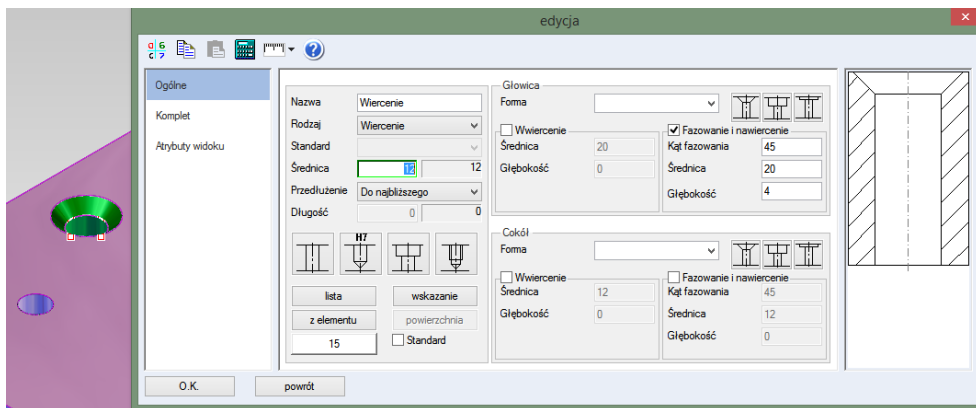 edycja
Ogólne
Komplet
Atrybuty widoku
Nazwa Wiercenie
Rodzaj Wiercenie
Standard
Średnica 12 12
Przedłużenie Do najbliższego
Długość 0 0
H7
lista wskazanie
z elementu powierzchnia
15 Standard
Głowica
Forma
Wwiercenie
Średnica 20
Głębokość 0
Fazowanie i nawiercenie
Kąt fazowania 45
Średnica 20
Głębokość 4
Cokół
Forma
Wwiercenie
Średnica 12
Głębokość 0
Fazowanie i nawiercenie
Kąt fazowania 45
Średnica 12
Głębokość 0
O.K. powrót